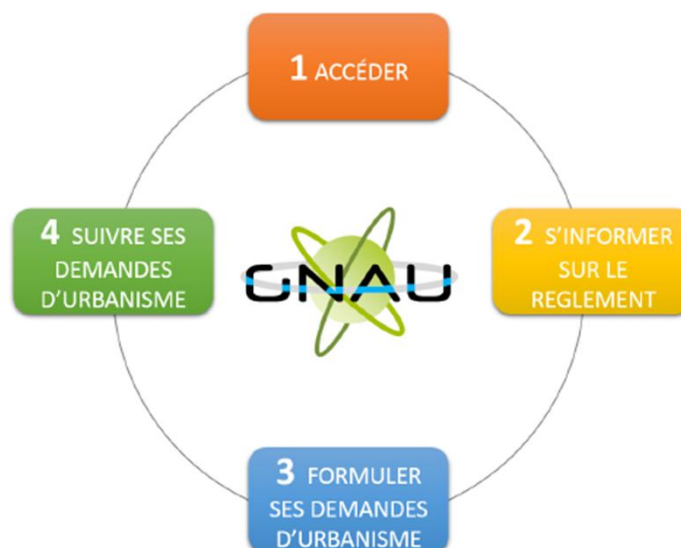 1 ACCÉDER
4 SUIVRE SES
DEMANDES
D'URBANISME
GNAU
2 S'INFORMER
SUR LE
REGLEMENT
3 FORMULER
SES DEMANDES
D'URBANISME